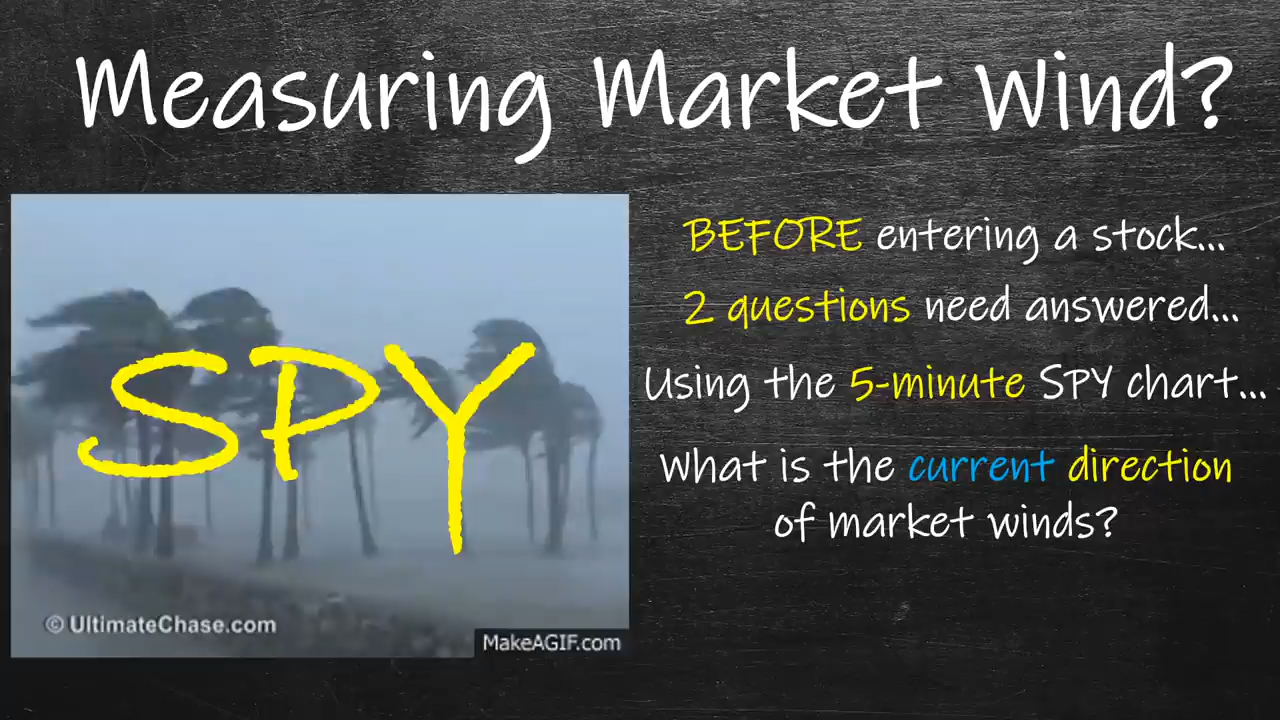 Measuring Market Wind?
SPY
© UltimateChase.com
MakeAGIF.com
BEFORE entering a stock...
2 questions need answered...
Using the 5-minute SPY chart...
What is the current direction
of market winds?